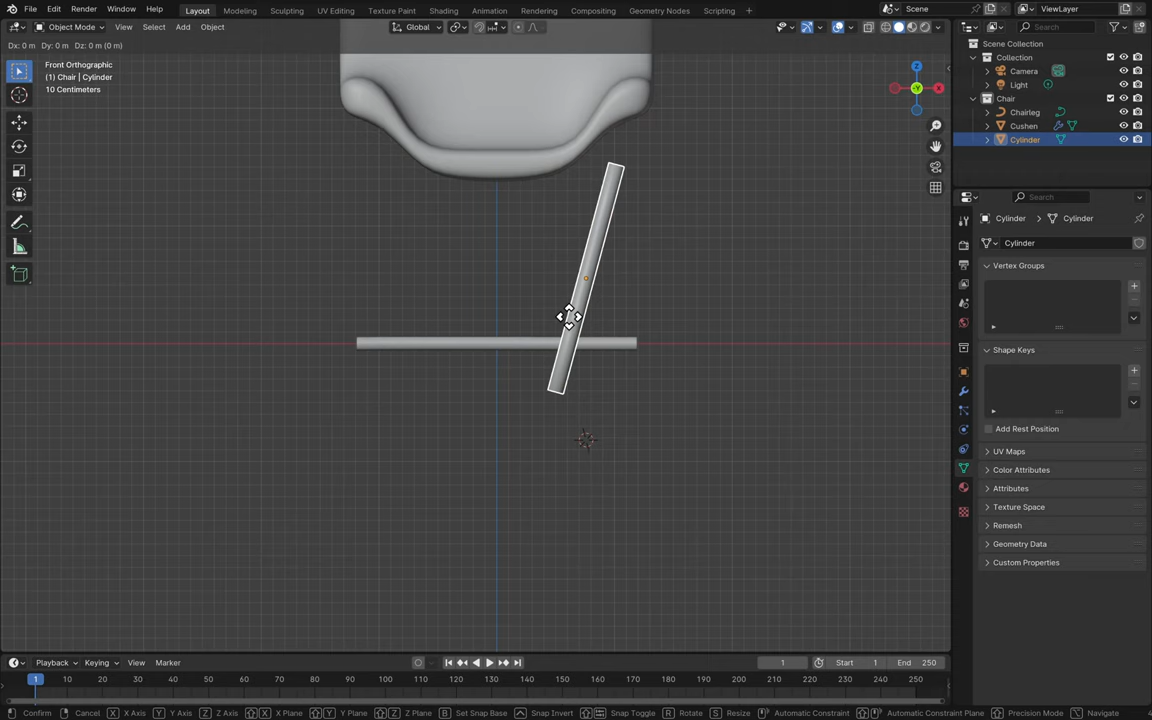 File Edit Render Window Help Layout Modeling Sculpting UV Editing Texture Paint Shading Animation Rendering Compositing Geometry Nodes Scripting Scene ViewLayer
Object Mode View Select Add Object Global Search
Dx: 0 m Dy: 0 m Dz: 0 m (0 m)
Front Orthographic
(1) Chair | Cylinder
10 Centimeters
Z
X
-Y
Scene Collection
Collection
Camera
Light
Chair
Chairleg
Cushen
Cylinder
Search
Cylinder > Cylinder
Cylinder
Vertex Groups
Shape Keys
Add Rest Position
UV Maps
Color Attributes
Attributes
Texture Space
Remesh
Geometry Data
Custom Properties
Playback Keying View Marker 1 Start 1 End 250
1 10 20 30 40 50 60 70 80 90 100 110 120 130 140 150 160 170 180 190 200 210 220 230 240 250
Confirm Cancel X X Axis Y Y Axis Z Z Axis X X Plane Y Y Plane Z Z Plane B Set Snap Base Snap Invert Snap Toggle R Rotate S Resize Automatic Constraint Automatic Constraint Plane Precision Mode Navigate